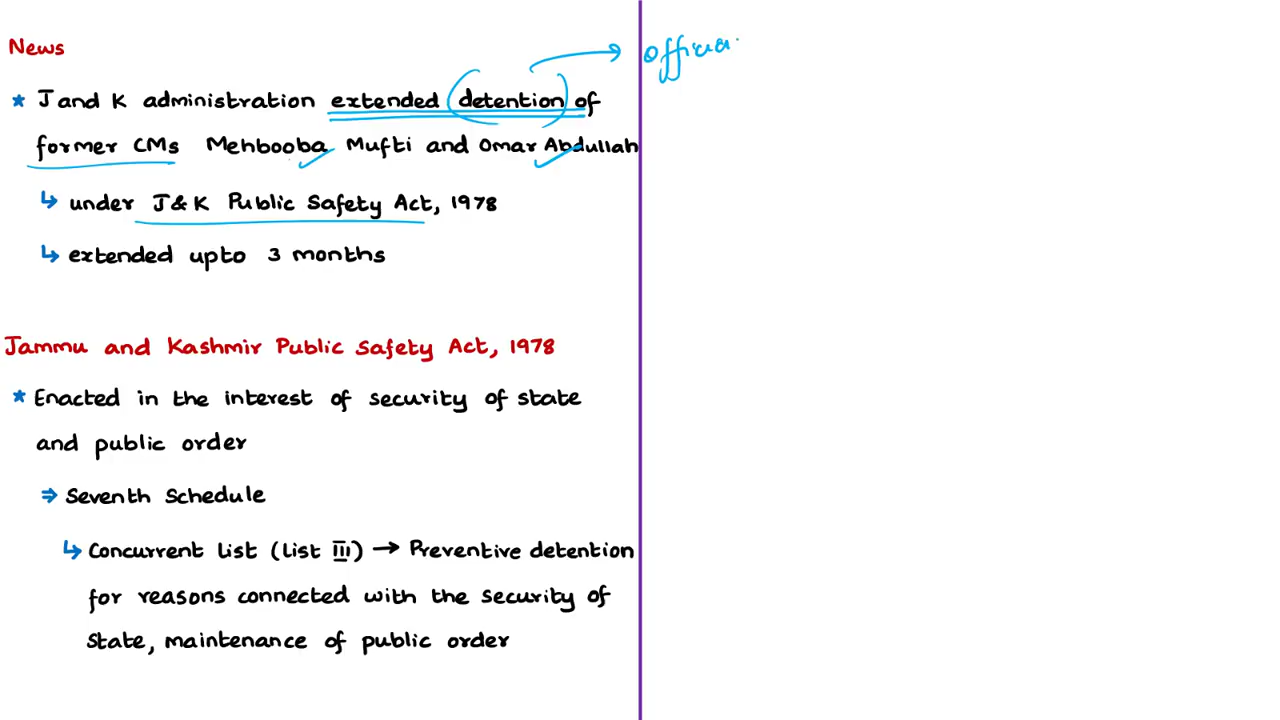 News
* J and K administration extended (detention) of
former CMs Mehbooba Mufti and Omar Abdullah
↳ under J&K Public Safety Act, 1978
↳ extended upto 3 months
Jammu and Kashmir Public Safety Act, 1978
* Enacted in the interest of security of state
and public order
⇒ Seventh Schedule
↳ Concurrent List (List III) → Preventive detention
for reasons connected with the security of
state, maintenance of public order